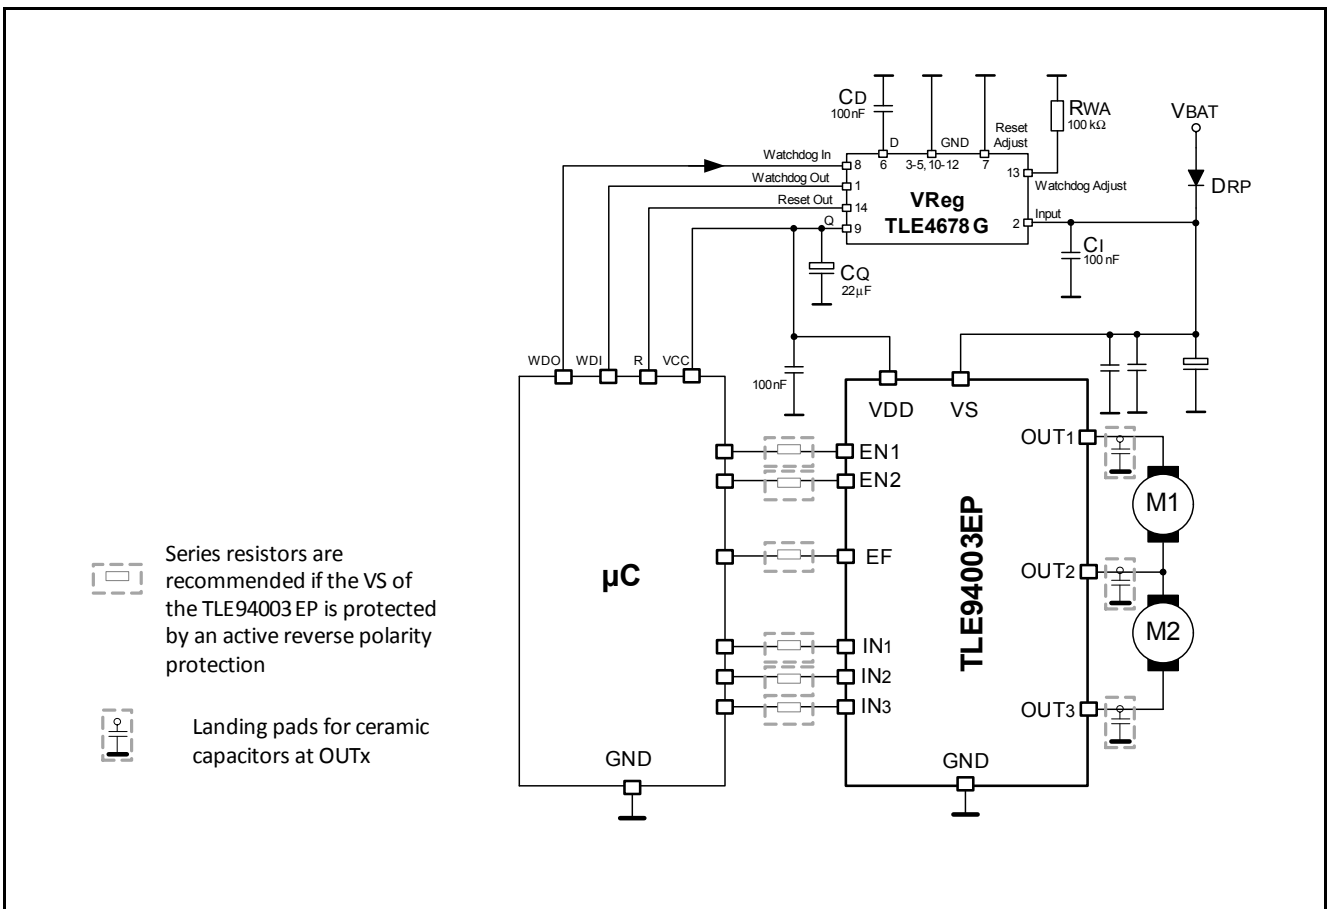 CD
100nF
RWA
100kΩ
VBAT
D
GND
Reset
Adjust
Watchdog In
8
6
3-5, 10-12
7
13
Watchdog Out
1
Watchdog Adjust
DRP
VReg
Reset Out
14
TLE4678 G
Q
9
2
Input
CI
100nF
CQ
22µF
WDO
WDI
R
VCC
100nF
VDD
VS
OUT1
EN1
EN2
M1
EF
OUT2
µC
TLE94003EP
M2
IN1
IN2
IN3
OUT3
GND
GND
Series resistors are
recommended if the VS of
the TLE94003 EP is protected
by an active reverse polarity
protection
Landing pads for ceramic
capacitors at OUTx